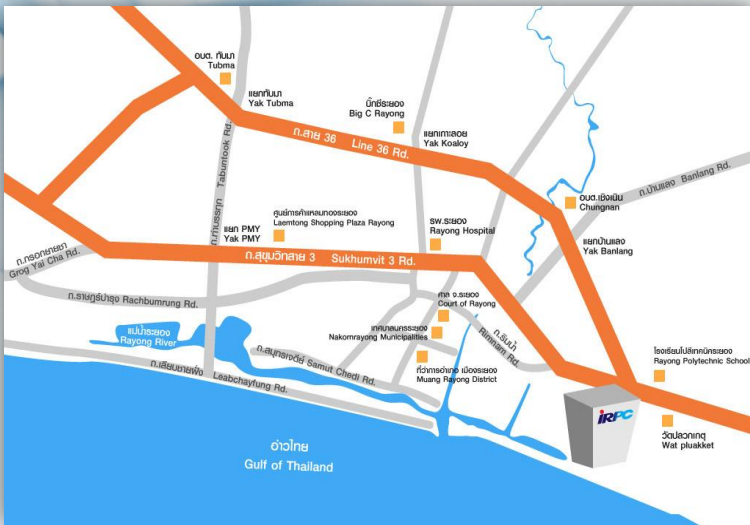 อบต. ทับมา
Tubma
แยกทับมา
Yak Tubma
บิ๊กซีระยอง
Big C Rayong
แยกเกาะลอย
Yak Koaloy
ถ.สาย 36 Line 36 Rd.
ถ.ท่าบรรทุก Tabuntook Rd.
ถ.บ้านแลง Banlang Rd.
อบต.เชิงเนิน
Chungnan
แยกบ้านแลง
Yak Banlang
ศูนย์การค้าแหลมทองระยอง
Laemtong Shopping Plaza Rayong
แยก PMY
Yak PMY
รพ.ระยอง
Rayong Hospital
ถ.สุขุมวิทสาย 3 Sukhumvit 3 Rd.
ถ.กรอกยายชา
Grog Yai Cha Rd.
ถ.ราษฎร์บำรุง Rachbumrung Rd.
ศาล จ.ระยอง
Court of Rayong
เทศบาลนครระยอง
Nakornrayong Municipalities
แม่น้ำระยอง
Rayong River
ถ.ริมน้ำ
Rimnam Rd.
ถ.สมุทรเจดีย์ Samut Chedi Rd.
ที่ว่าการอำเภอ เมืองระยอง
Muang Rayong District
ถ.เลียบชายฝั่ง Leabchayfung Rd.
โรงเรียนโปลีเทคนิคระยอง
Rayong Polytechnic School
IRPC
วัดปลวกเกตุ
Wat pluakket
อ่าวไทย
Gulf of Thailand